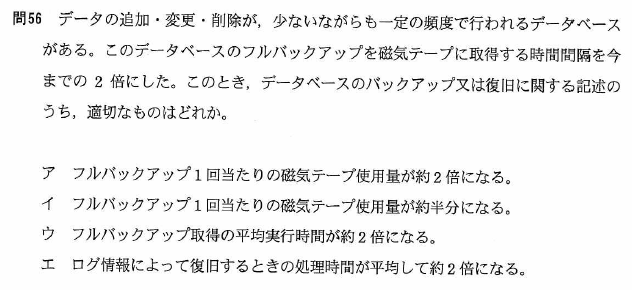 問56 データの追加・変更・削除が，少ないながらも一定の頻度で行われるデータベース
がある。このデータベースのフルバックアップを磁気テープに取得する時間間隔を今
までの 2 倍にした。このとき，データベースのバックアップ又は復旧に関する記述の
うち，適切なものはどれか。
ア フルバックアップ1回当たりの磁気テープ使用量が約2倍になる。
イ フルバックアップ1回当たりの磁気テープ使用量が約半分になる。
ウ フルバックアップ取得の平均実行時間が約2倍になる。
エ ログ情報によって復旧するときの処理時間が平均して約2倍になる。